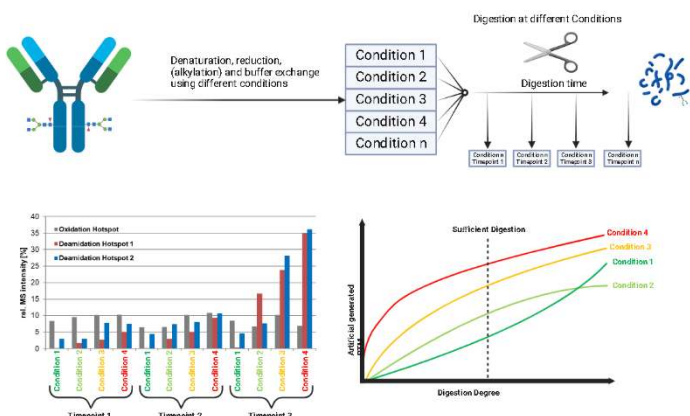 Digestion at different Conditions
Denaturation, reduction,
(alkylation) and buffer exchange
using different conditions
Condition 1
Condition 2
Condition 3
Condition 4
Condition n
Digestion time
Condition n
Timepoint 1
Condition n
Timepoint 2
Condition n
Timepoint 3
Condition n
Timepoint n
rel. MS intensity [%]
40
35
30
25
20
15
10
5
0
Oxidation Hotspot
Deamidation Hotspot 1
Deamidation Hotspot 2
Condition 1
Condition 2
Condition 3
Condition 4
Condition 1
Condition 2
Condition 3
Condition 4
Condition 1
Condition 2
Condition 3
Condition 4
Timepoint 1
Timepoint 2
Timepoint 3
Artificial generated
PTM
Sufficient Digestion
Condition 4
Condition 3
Condition 1
Condition 2
Digestion Degree